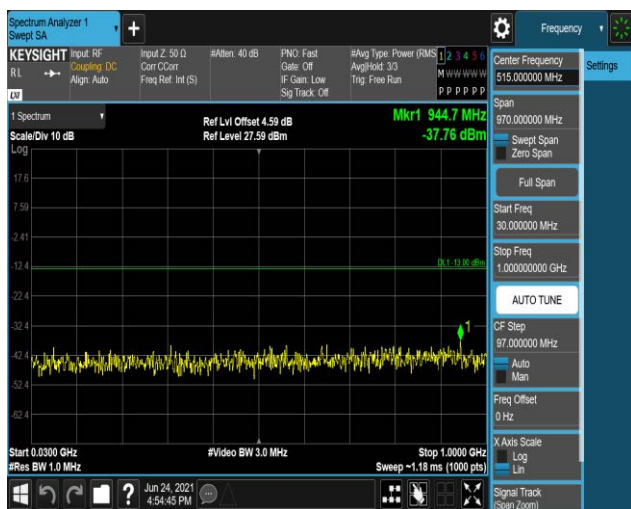 Spectrum Analyzer 1
Swept SA
Frequency
KEYSIGHT
Input: RF
Input Z: 50 Ω
#Atten: 40 dB
PNO: Fast
#Avg Type: Power (RMS
1 2 3 4 5 6
RL
Coupling: DC
Corr CCorr
Gate: Off
Avg|Hold: 3/3
M W W W W W
Align: Auto
Freq Ref: Int (S)
IF Gain: Low
Trig: Free Run
Sig Track: Off
P P P P P P
LXI
1 Spectrum
Ref Lvl Offset 4.59 dB
Mkr1 944.7 MHz
Scale/Div 10 dB
Ref Level 27.59 dBm
-37.76 dBm
Log
17.6
7.59
-2.41
-12.4
DL1 -13.00 dBm
-22.4
-32.4
1
-42.4
-52.4
-62.4
Start 0.0300 GHz
#Video BW 3.0 MHz
Stop 1.0000 GHz
#Res BW 1.0 MHz
Sweep ~1.18 ms (1000 pts)
Jun 24, 2021
4:54:45 PM
Center Frequency
515.000000 MHz
Settings
Span
970.000000 MHz
Swept Span
Zero Span
Full Span
Start Freq
30.000000 MHz
Stop Freq
1.000000000 GHz
AUTO TUNE
CF Step
97.000000 MHz
Auto
Man
Freq Offset
0 Hz
X Axis Scale
Log
Lin
Signal Track
(Span Zoom)